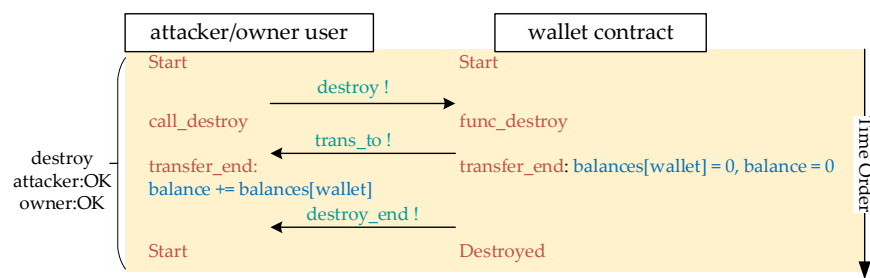 attacker/owner user
wallet contract
Start
Start
destroy !
call_destroy
func_destroy
trans_to !
destroy
attacker:OK
owner:OK
transfer_end:
balance += balances[wallet]
transfer_end: balances[wallet] = 0, balance = 0
destroy_end !
Start
Destroyed
Time Order